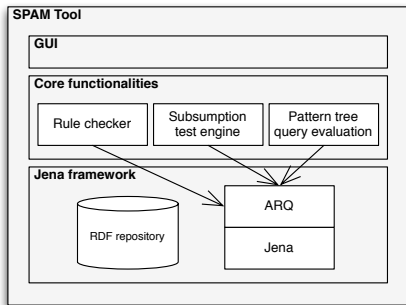 SPAM Tool
GUI
Core functionalities
Rule checker
Subsumption
test engine
Pattern tree
query evaluation
Jena framework
RDF repository
ARQ
Jena